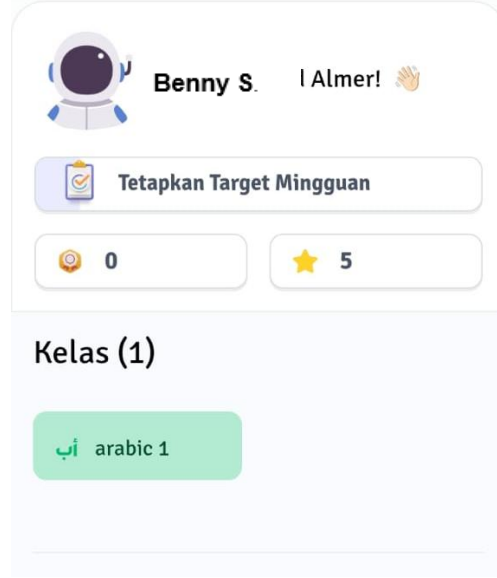 Benny S. l Almer! 👋🏻
Tetapkan Target Mingguan
0 5
Kelas (1)
أب arabic 1